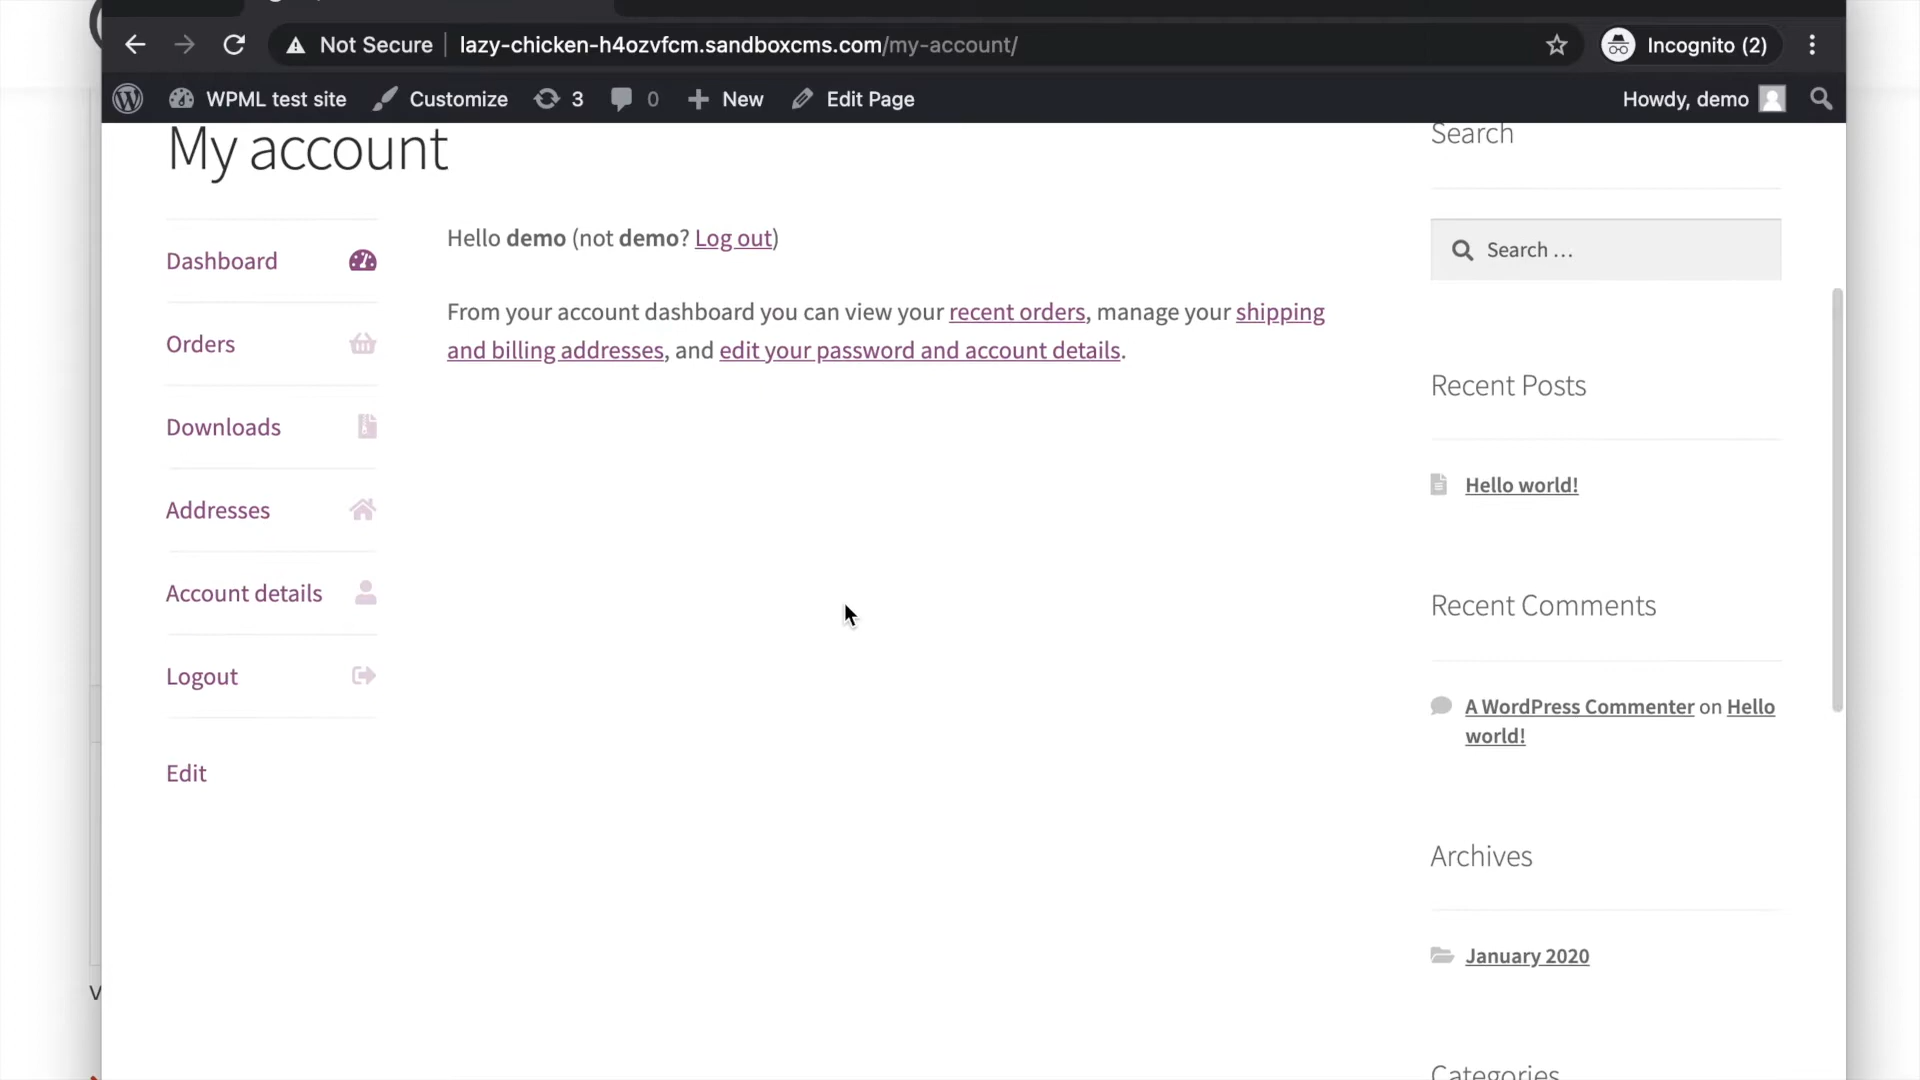 Not Secure lazy-chicken-h4ozvfcm.sandboxcms.com/my-account/ Incognito (2)
WPML test site Customize 3 0 New Edit Page Howdy, demo
My account
Dashboard
Orders
Downloads
Addresses
Account details
Logout
Edit
Hello demo (not demo? Log out)
From your account dashboard you can view your recent orders, manage your shipping
and billing addresses, and edit your password and account details.
Search
Search …
Recent Posts
Hello world!
Recent Comments
A WordPress Commenter on Hello
world!
Archives
January 2020
Categories